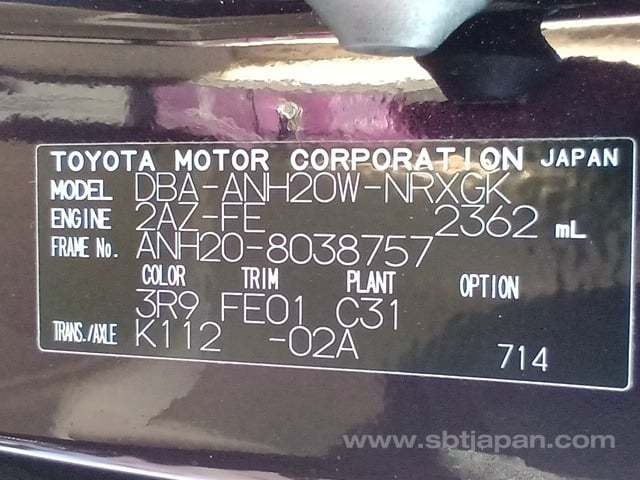 TOYOTA MOTOR CORPORATION JAPAN
MODEL DBA-ANH20W-NRXGK
ENGINE 2AZ-FE 2362 mL
FRAME No. ANH20-8038757
COLOR TRIM PLANT OPTION
3R9 FE01 C31
TRANS./AXLE K112 -02A
714
www.sbtjapan.com